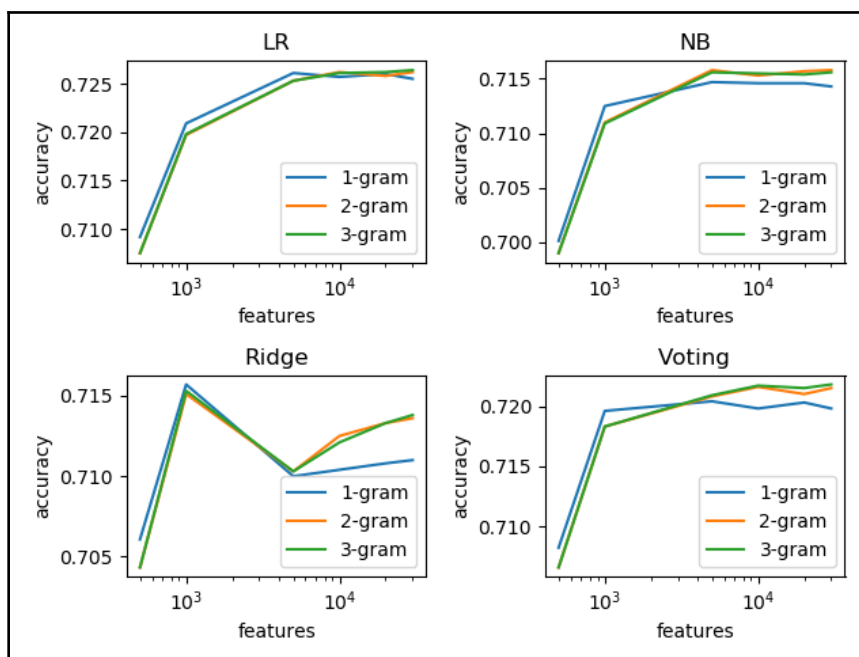 LR
0.725
0.720
0.715
0.710
accuracy
1-gram
2-gram
3-gram
10³
10⁴
features
NB
0.715
0.710
0.705
0.700
accuracy
1-gram
2-gram
3-gram
10³
10⁴
features
Ridge
0.715
0.710
0.705
accuracy
1-gram
2-gram
3-gram
10³
10⁴
features
Voting
0.720
0.715
0.710
accuracy
1-gram
2-gram
3-gram
10³
10⁴
features